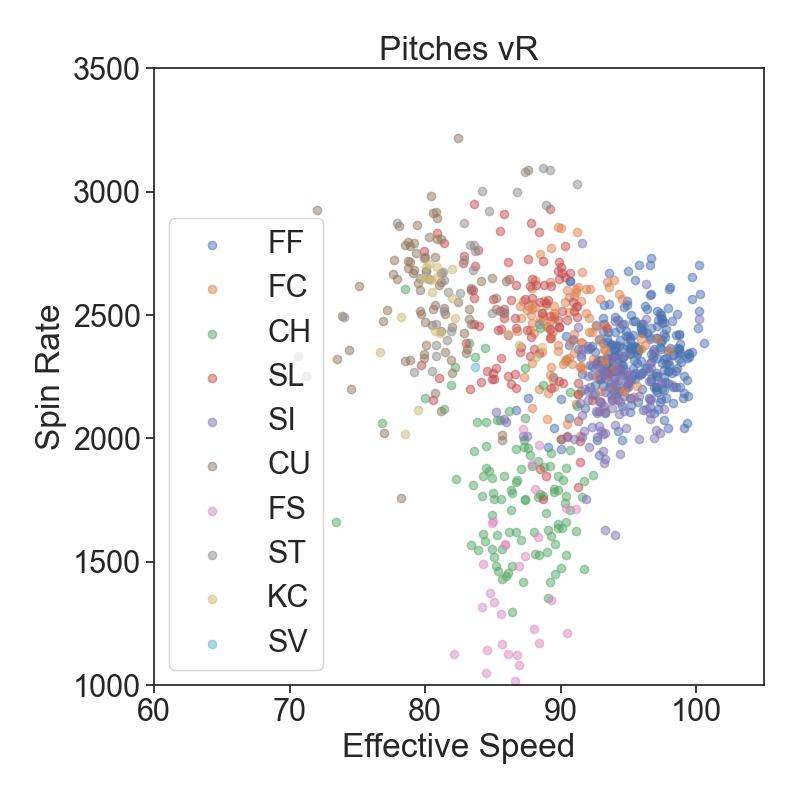 Pitches vR
3500
3000
2500
2000
1500
1000
Spin Rate
FF
FC
CH
SL
SI
CU
FS
ST
KC
SV
60 70 80 90 100
Effective Speed